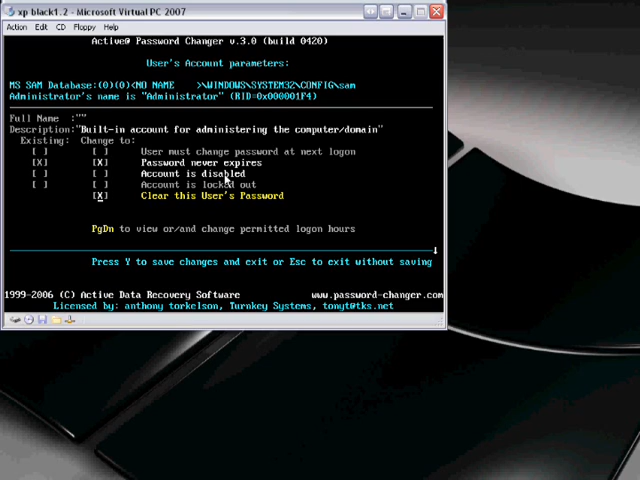 xp black1.2 - Microsoft Virtual PC 2007
Action Edit CD Floppy Help
Active@ Password Changer v.3.0 (build 0420)
User's Account parameters:
MS SAM Database:(0)(0)<NO NAME >\WINDOWS\SYSTEM32\CONFIG\sam
Administrator's name is "Administrator" (RID=0x000001F4)
Full Name :""
Description:"Built-in account for administering the computer/domain"
Existing: Change to:
[ ] [ ] User must change password at next logon
[X] [X] Password never expires
[ ] [ ] Account is disabled
[ ] [ ] Account is locked out
[X] Clear this User's Password
PgDn to view or/and change permitted logon hours
Press Y to save changes and exit or Esc to exit without saving
1999-2006 (C) Active Data Recovery Software www.password-changer.com
Licensed by: anthony torkelson, Turnkey Systems, tonyt@tks.net